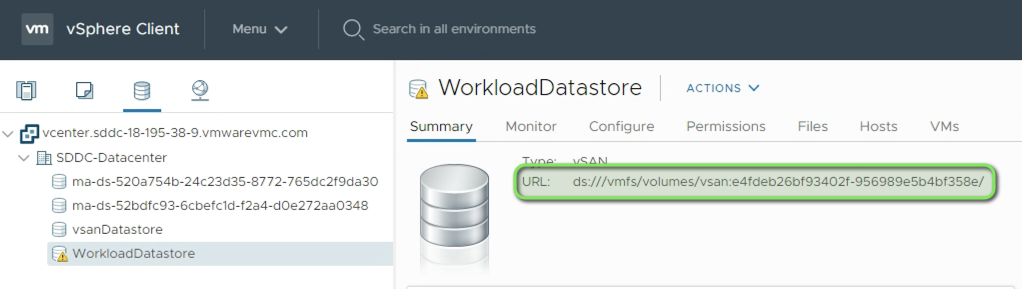 vm vSphere Client Menu Search in all environments
WorkloadDatastore ACTIONS
Summary Monitor Configure Permissions Files Hosts VMs
vcenter.sddc-18-195-38-9.vmwarevmc.com
SDDC-Datacenter
ma-ds-520a754b-24c23d35-8772-765dc2f9da30
ma-ds-52bdfc93-6cbefc1d-f2a4-d0e272aa0348
vsanDatastore
WorkloadDatastore
Type: vSAN
URL: ds:///vmfs/volumes/vsan:e4fdeb26bf93402f-956989e5b4bf358e/